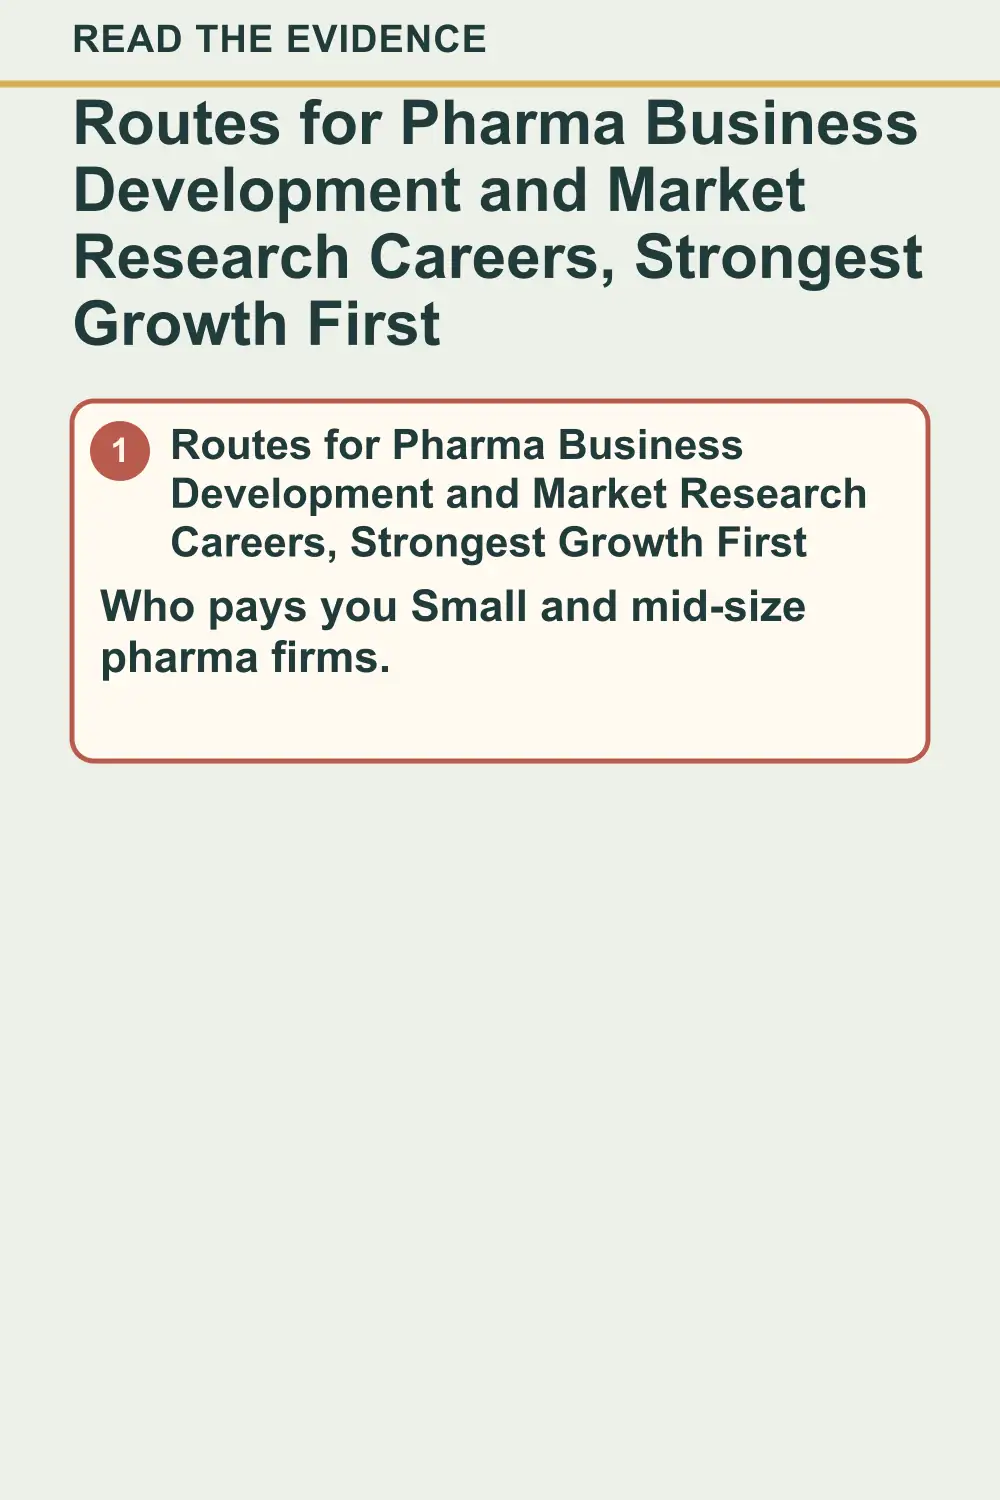 READ THE EVIDENCE
Routes for Pharma Business
Development and Market
Research Careers, Strongest
Growth First
1
Routes for Pharma Business
Development and Market Research
Careers, Strongest Growth First
Who pays you Small and mid-size
pharma firms.